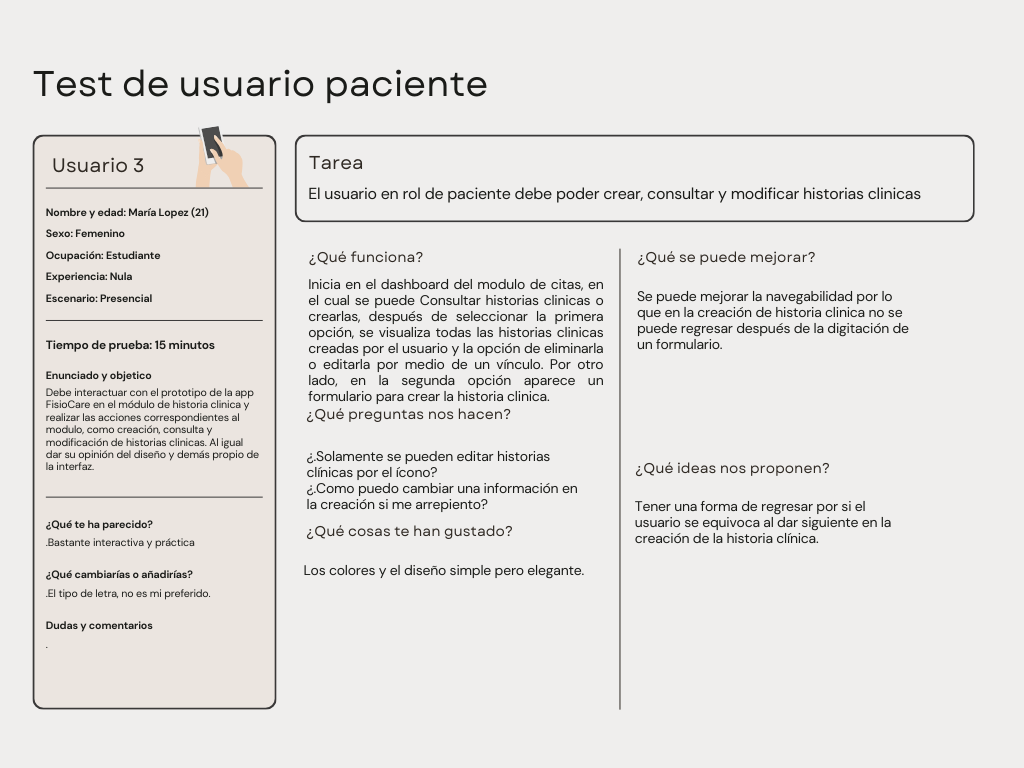 Test de usuario paciente
Usuario 3
Nombre y edad: María Lopez (21)
Sexo: Femenino
Ocupación: Estudiante
Experiencia: Nula
Escenario: Presencial
Tiempo de prueba: 15 minutos
Enunciado y objetico
Debe interactuar con el prototipo de la app
FisioCare en el módulo de historia clinica y
realizar las acciones correspondientes al
modulo, como creación, consulta y
modificación de historias clinicas. Al igual
dar su opinión del diseño y demás propio de
la interfaz.
¿Qué te ha parecido?
.Bastante interactiva y práctica
¿Qué cambiarías o añadirías?
.El tipo de letra, no es mi preferido.
Dudas y comentarios
.
Tarea
El usuario en rol de paciente debe poder crear, consultar y modificar historias clinicas
¿Qué funciona?
Inicia en el dashboard del modulo de citas, en
el cual se puede Consultar historias clinicas o
crearlas, después de seleccionar la primera
opción, se visualiza todas las historias clinicas
creadas por el usuario y la opción de eliminarla
o editarla por medio de un vínculo. Por otro
lado, en la segunda opción aparece un
formulario para crear la historia clinica.
¿Qué preguntas nos hacen?
¿.Solamente se pueden editar historias
clínicas por el ícono?
¿.Como puedo cambiar una información en
la creación si me arrepiento?
¿Qué cosas te han gustado?
Los colores y el diseño simple pero elegante.
¿Qué se puede mejorar?
Se puede mejorar la navegabilidad por lo
que en la creación de historia clinica no se
puede regresar después de la digitación de
un formulario.
¿Qué ideas nos proponen?
Tener una forma de regresar por si el
usuario se equivoca al dar siguiente en la
creación de la historia clínica.